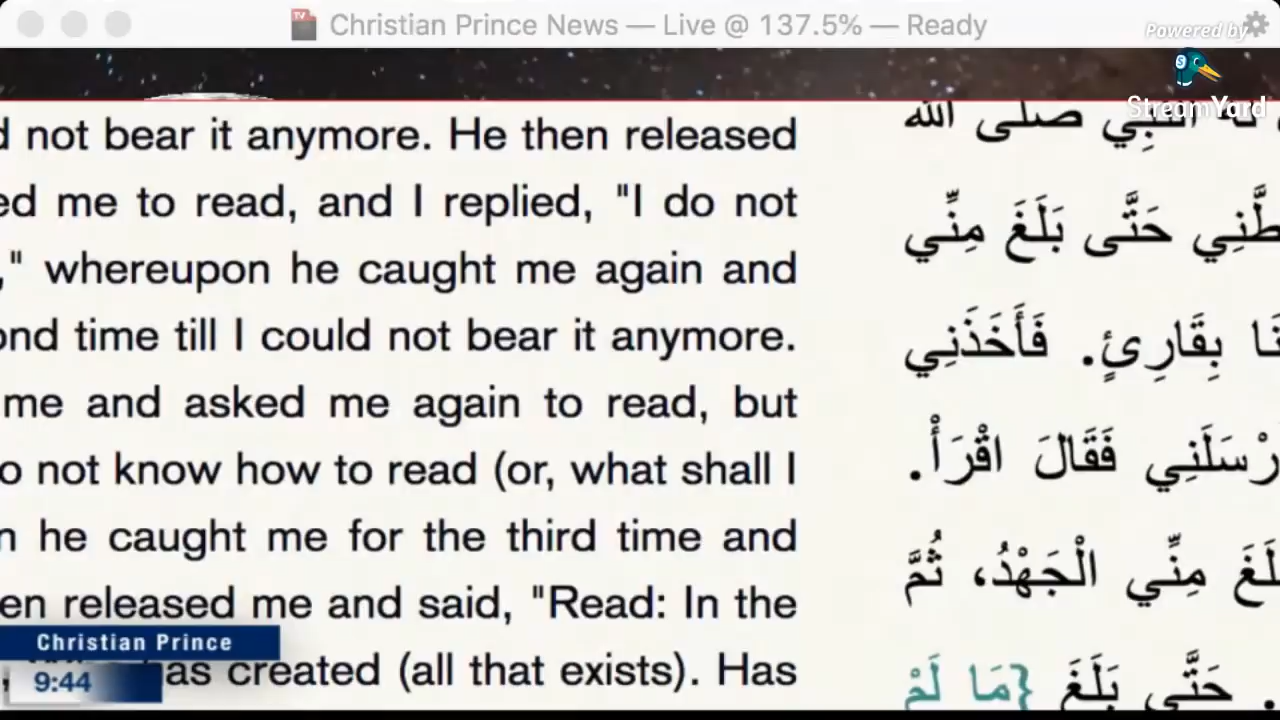 Christian Prince News — Live @ 137.5% — Ready
Powered by
StreamYard
d not bear it anymore. He then released
ed me to read, and I replied, "I do not
," whereupon he caught me again and
ond time till I could not bear it anymore.
me and asked me again to read, but
o not know how to read (or, what shall I
n he caught me for the third time and
en released me and said, "Read: In the
as created (all that exists). Has
صلى الله
طَّنِي حَتَّى بَلَغَ مِنِّي
نَا بِقَارِئٍ. فَأَخَذَنِي
رْسَلَنِي فَقَالَ اقْرَأْ.
لَغَ مِنِّي الْجَهْدُ، ثُمَّ
. حَتَّى بَلَغَ {مَا لَمْ
Christian Prince
9:44